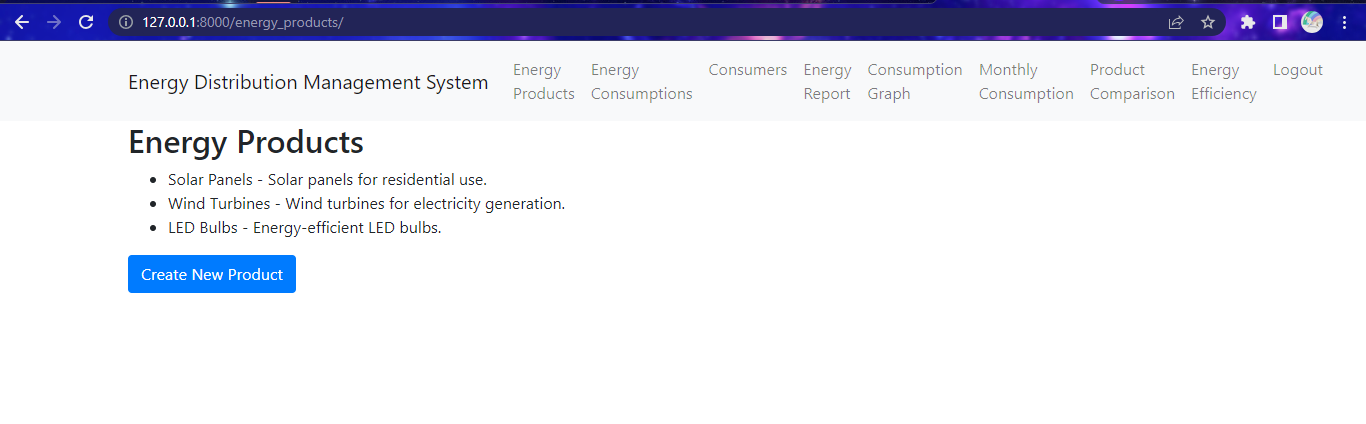 127.0.0.1:8000/energy_products/
Energy Distribution Management System
Energy Products
Energy Consumptions
Consumers
Energy Report
Consumption Graph
Monthly Consumption
Product Comparison
Energy Efficiency
Logout
Energy Products
Solar Panels - Solar panels for residential use.
Wind Turbines - Wind turbines for electricity generation.
LED Bulbs - Energy-efficient LED bulbs.
Create New Product